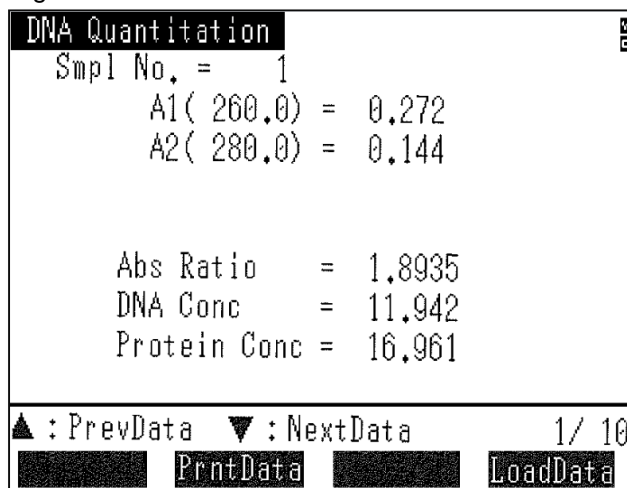 DNA Quantitation
Smpl No. = 1
A1( 260.0) = 0.272
A2( 280.0) = 0.144
Abs Ratio = 1.8935
DNA Conc = 11.942
Protein Conc = 16.961
▲ : PrevData ▼ : NextData 1/ 10
PrntData LoadData